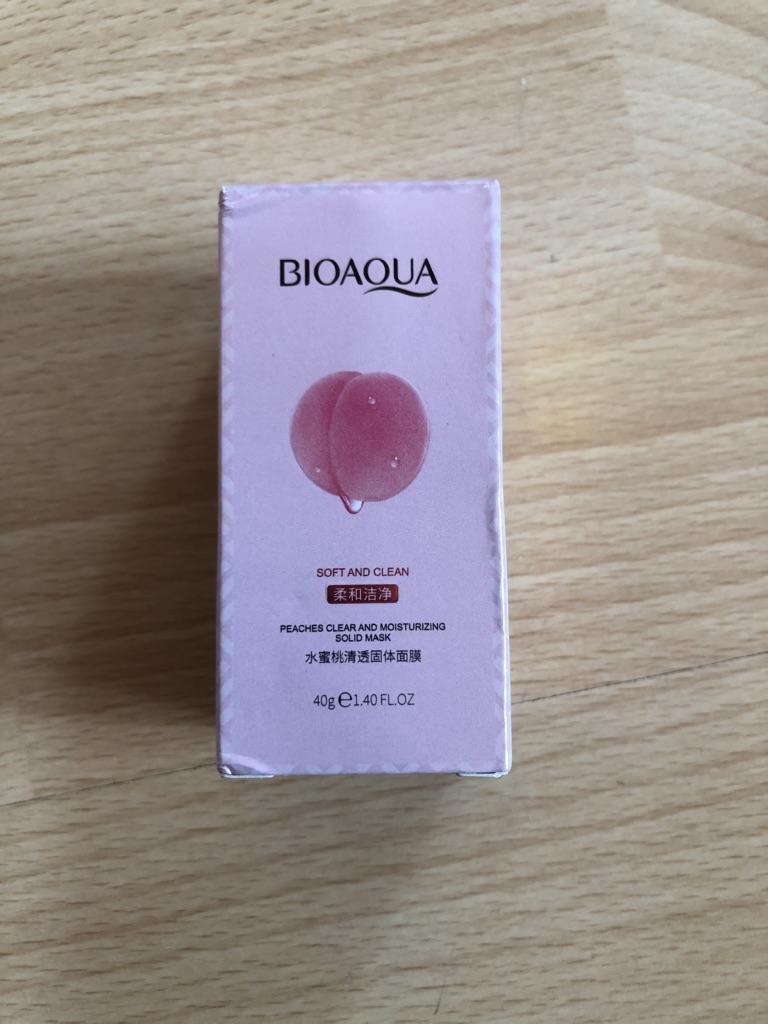 BIOAQUA
SOFT AND CLEAN
柔和洁净
PEACHES CLEAR AND MOISTURIZING
SOLID MASK
水蜜桃清透固体面膜
40g ℮1.40 FL.OZ